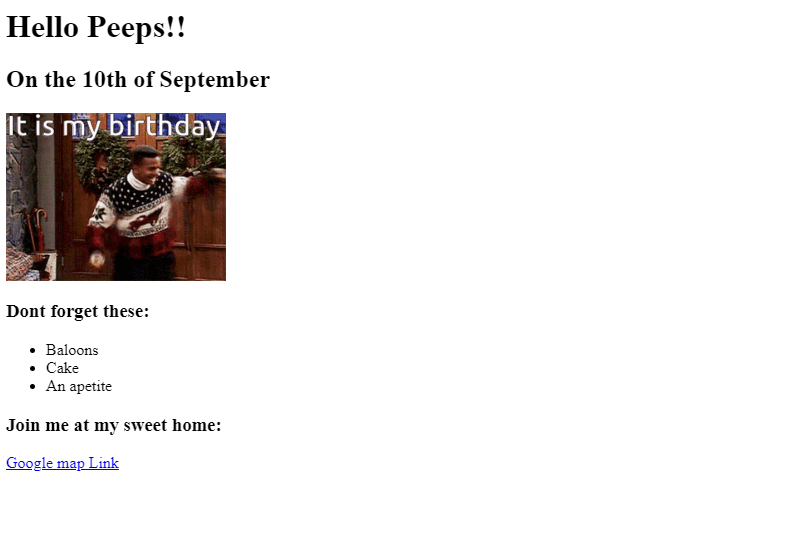 Hello Peeps!!
On the 10th of September
It is my birthday
Dont forget these:
Baloons
Cake
An apetite
Join me at my sweet home:
Google map Link